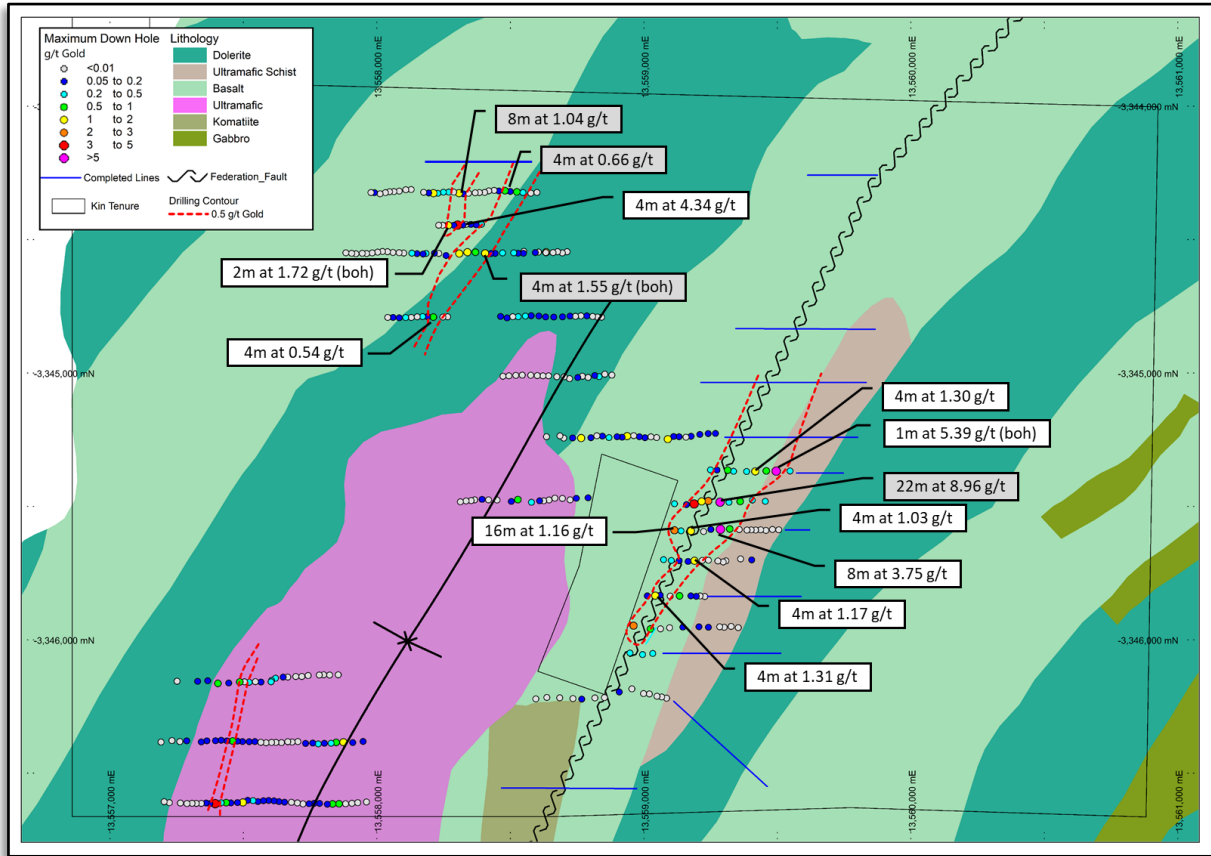 Maximum Down Hole
g/t Gold
<0.01
0.05 to 0.2
0.2 to 0.5
0.5 to 1
1 to 2
2 to 3
3 to 5
>5
Lithology
Dolerite
Ultramafic Schist
Basalt
Ultramafic
Komatiite
Gabbro
Completed Lines
Federation_Fault
Kin Tenure
Drilling Contour
0.5 g/t Gold
13,558,000 mE
13,559,000 mE
13,560,000 mE
13,561,000 mE
-3,344,000 mN
8m at 1.04 g/t
4m at 0.66 g/t
4m at 4.34 g/t
2m at 1.72 g/t (boh)
4m at 1.55 g/t (boh)
4m at 0.54 g/t
-3,345,000 mN
-3,345,000 mN
4m at 1.30 g/t
1m at 5.39 g/t (boh)
22m at 8.96 g/t
4m at 1.03 g/t
16m at 1.16 g/t
8m at 3.75 g/t
4m at 1.17 g/t
-3,346,000 mN
-3,346,000 mN
4m at 1.31 g/t
13,557,000 mE
13,558,000 mE
13,559,000 mE
13,560,000 mE
13,561,000 mE